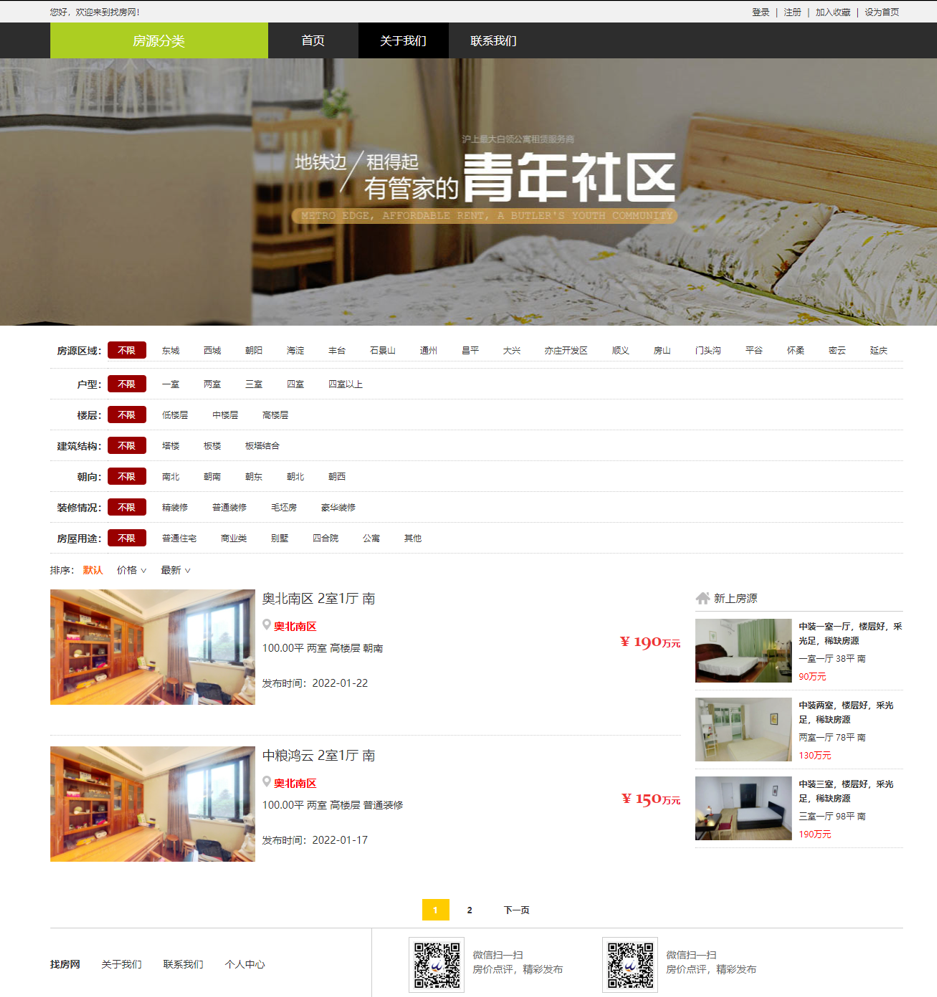 您好，欢迎来到找房网！
登录 | 注册 | 加入收藏 | 设为首页
房源分类 首页 关于我们 联系我们
沪上最大白领公寓租赁服务商
地铁边 / 租得起
有管家的 青年社区
METRO EDGE, AFFORDABLE RENT, A BUTLER'S YOUTH COMMUNITY
房源区域： 不限 东城 西城 朝阳 海淀 丰台 石景山 通州 昌平 大兴 亦庄开发区 顺义 房山 门头沟 平谷 怀柔 密云 延庆
户型： 不限 一室 两室 三室 四室 四室以上
楼层： 不限 低楼层 中楼层 高楼层
建筑结构： 不限 塔楼 板楼 板塔结合
朝向： 不限 南北 朝南 朝东 朝北 朝西
装修情况： 不限 精装修 普通装修 毛坯房 豪华装修
房屋用途： 不限 普通住宅 商业类 别墅 四合院 公寓 其他
排序： 默认 价格 ∨ 最新 ∨
奥北南区 2室1厅 南
奥北南区
100.00平 两室 高楼层 朝南
¥ 190万元
发布时间：2022-01-22
中粮鸿云 2室1厅 南
奥北南区
100.00平 两室 高楼层 普通装修
¥ 150万元
发布时间：2022-01-17
新上房源
中装一室一厅，楼层好，采
光足，稀缺房源
一室一厅 38平 南
90万元
中装两室，楼层好，采光
足，稀缺房源
两室一厅 78平 南
130万元
中装三室，楼层好，采光
足，稀缺房源
三室一厅 98平 南
190万元
1 2 下一页
找房网 关于我们 联系我们 个人中心
微信扫一扫
房价点评，精彩发布
微信扫一扫
房价点评，精彩发布